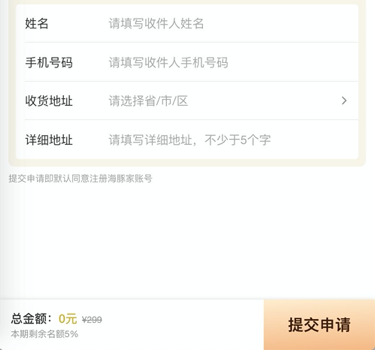 姓名 请填写收件人姓名
手机号码 请填写收件人手机号码
收货地址 请选择省/市/区
详细地址 请填写详细地址，不少于5个字
提交申请即默认同意注册海豚家账号
总金额：0元 ¥299
本期剩余名额5%
提交申请